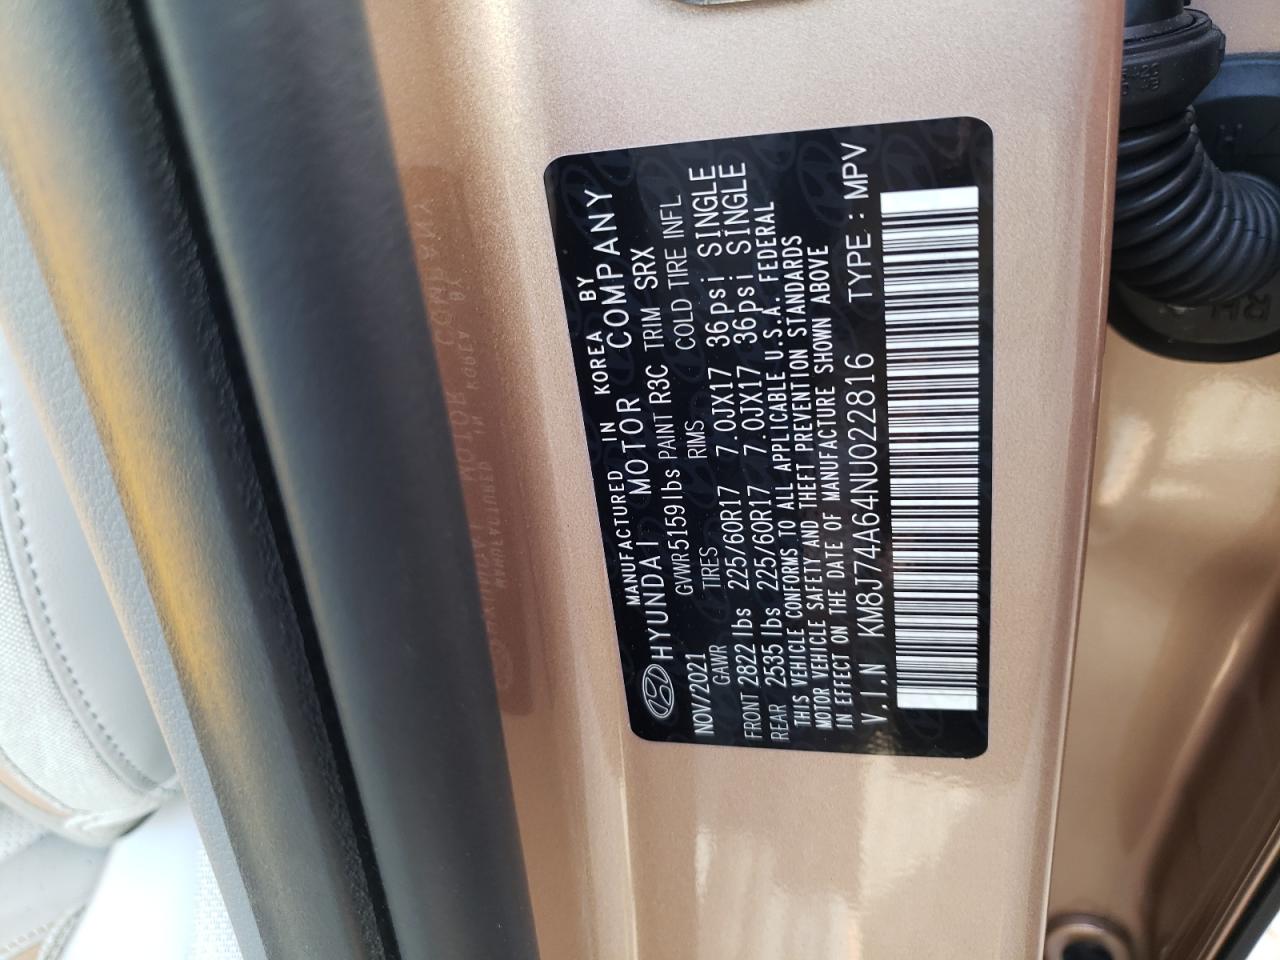 MANUFACTURED IN KOREA BY
HYUNDAI MOTOR COMPANY
NOV/2021 GVWR 5159lbs PAINT R3C TRIM SRX
GAWR TIRES RIMS COLD TIRE INFL
FRONT 2822 lbs 225/60R17 7.0JX17 36psi SINGLE
REAR 2535 lbs 225/60R17 7.0JX17 36psi SINGLE
THIS VEHICLE CONFORMS TO ALL APPLICABLE U.S.A. FEDERAL
MOTOR VEHICLE SAFETY AND THEFT PREVENTION STANDARDS
IN EFFECT ON THE DATE OF MANUFACTURE SHOWN ABOVE
V.I.N KM8J74A64NU022816 TYPE : MPV